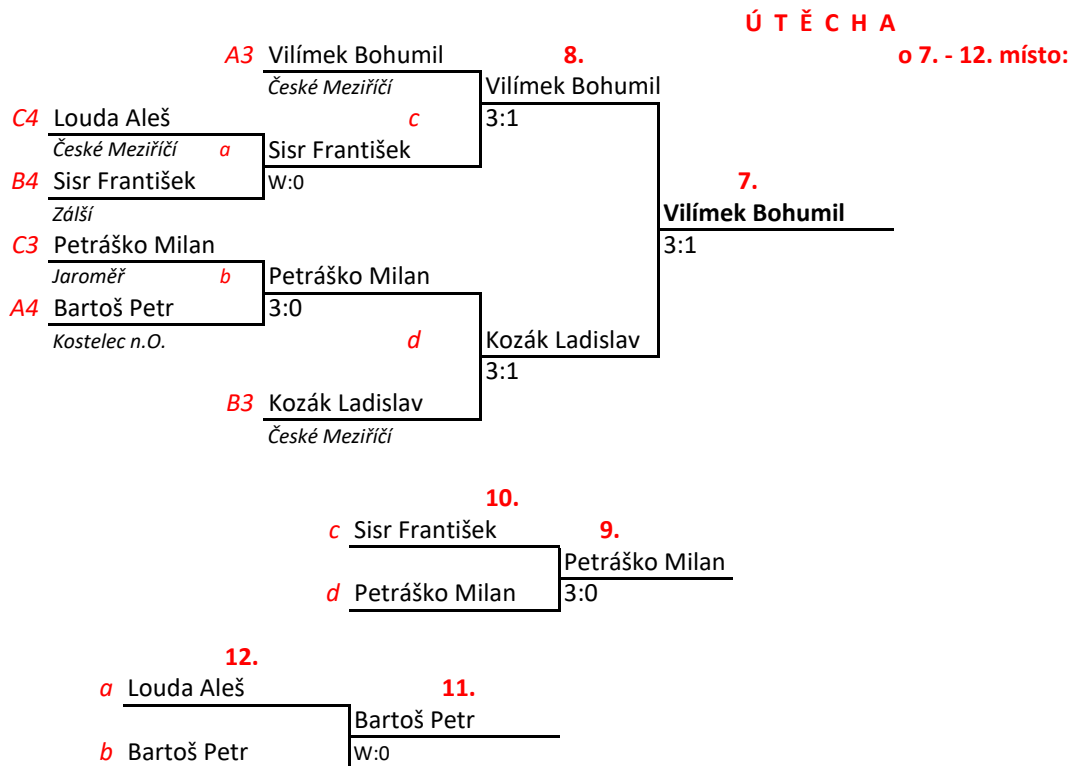 Ú T Ě C H A
A3 Vilímek Bohumil 8. o 7. - 12. místo:
České Meziříčí Vilímek Bohumil
C4 Louda Aleš c 3:1
České Meziříčí a Sisr František
B4 Sisr František W:0 7.
Zálší Vilímek Bohumil
C3 Petráško Milan 3:1
Jaroměř b Petráško Milan
A4 Bartoš Petr 3:0
Kostelec n.O. d Kozák Ladislav
3:1
B3 Kozák Ladislav
České Meziříčí
10.
c Sisr František 9.
Petráško Milan
d Petráško Milan 3:0
12.
a Louda Aleš 11.
Bartoš Petr
b Bartoš Petr W:0